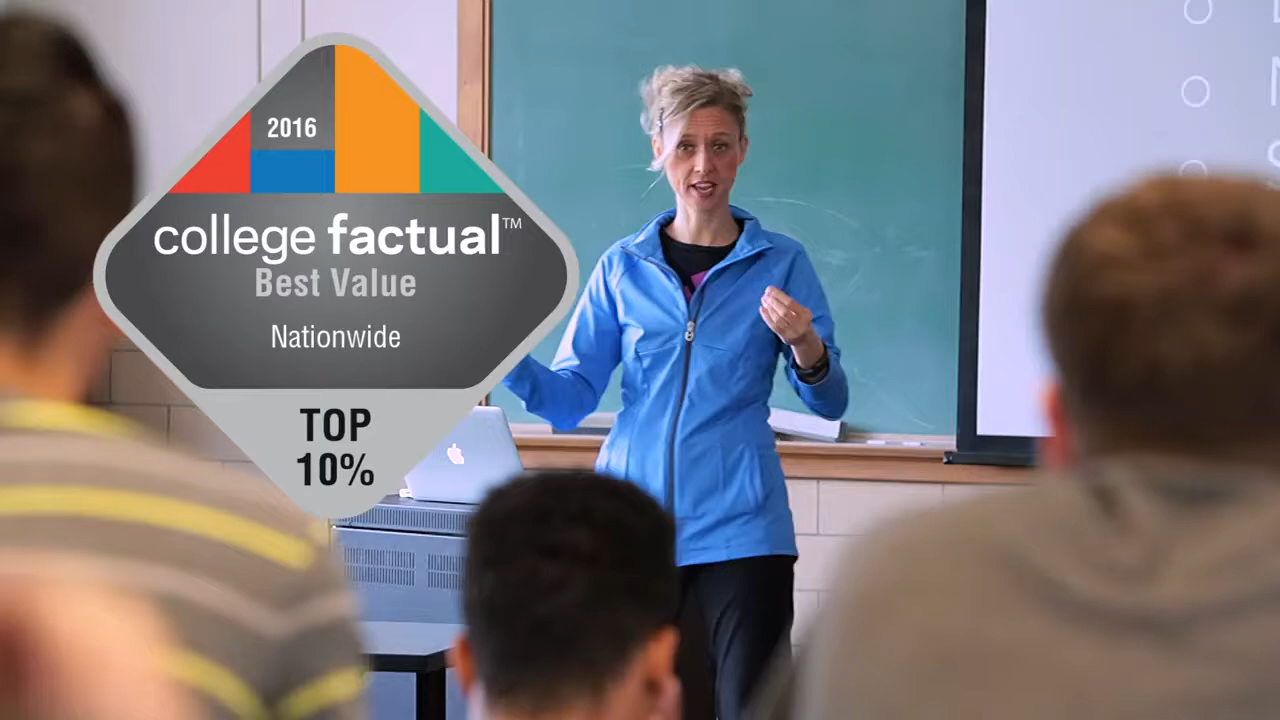 2016
college factual™
Best Value
Nationwide
TOP
10%